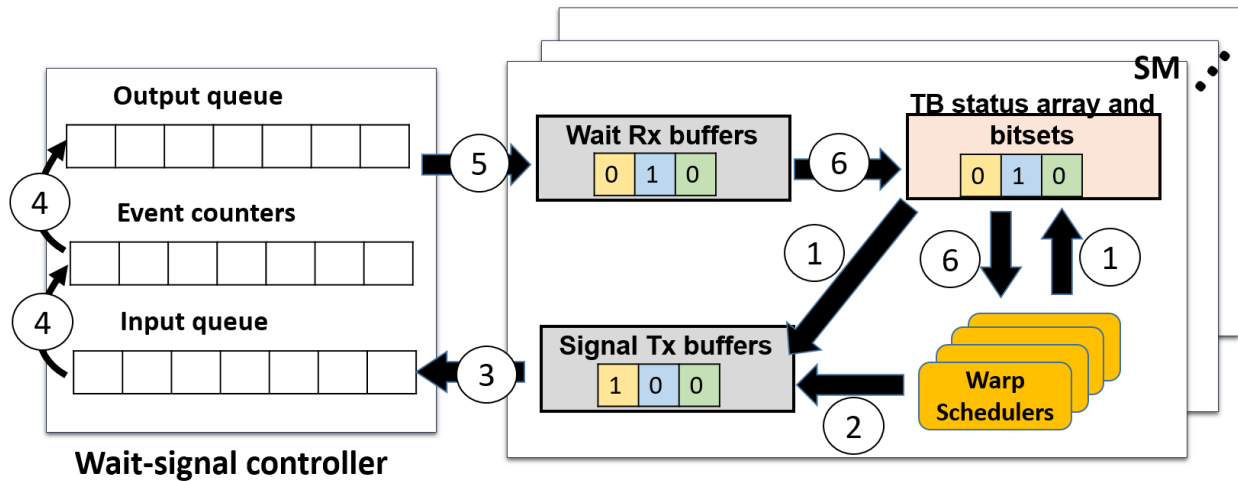 SM
Output queue
TB status array and
bitsets
Wait Rx buffers
0 1 0
5
6
0 1 0
4
Event counters
1
6
1
4
Input queue
Signal Tx buffers
1 0 0
3
2
Warp
Schedulers
Wait-signal controller